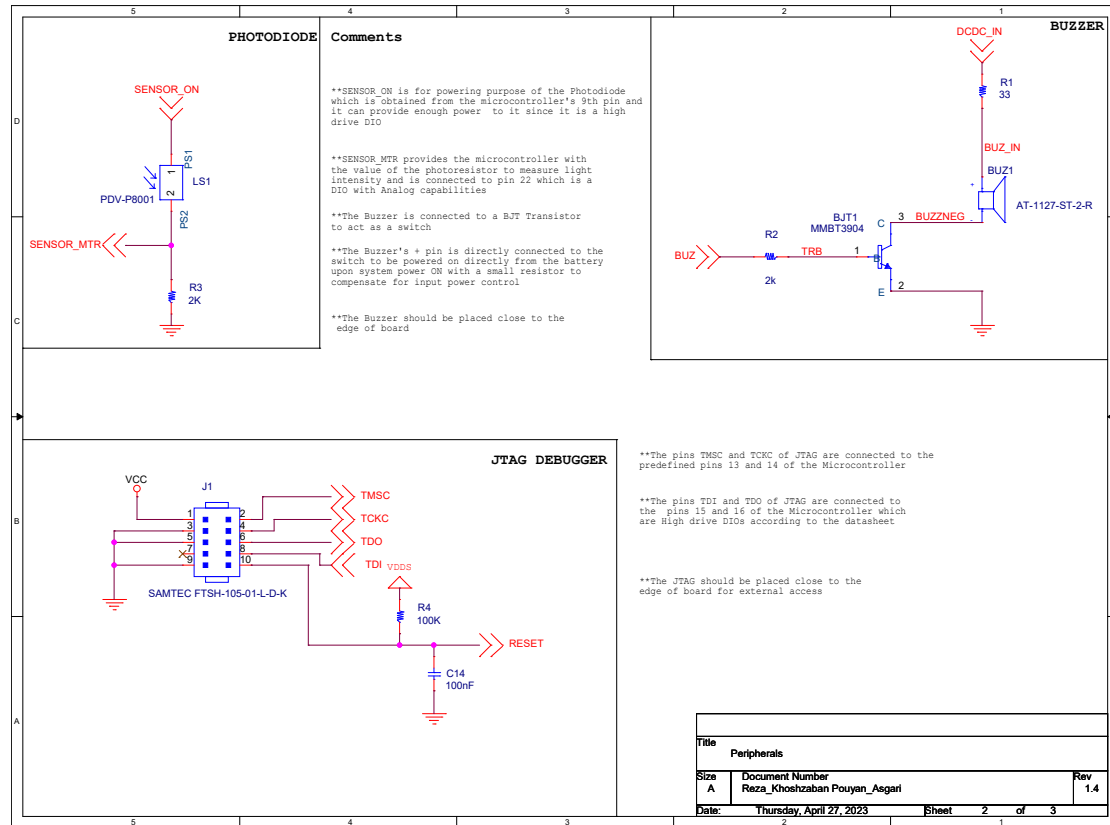 5
4
3
2
1
PHOTODIODE
Comments
BUZZER
SENSOR_ON
PS1
1
LS1
2
PDV-P8001
PS2
SENSOR_MTR
R3
2K
**SENSOR_ON is for powering purpose of the Photodiode
which is obtained from the microcontroller's 9th pin and
it can provide enough power to it since it is a high
drive DIO
**SENSOR_MTR provides the microcontroller with
the value of the photoresistor to measure light
intensity and is connected to pin 22 which is a
DIO with Analog capabilities
**The Buzzer is connected to a BJT Transistor
to act as a switch
**The Buzzer's + pin is directly connected to the
switch to be powered on directly from the battery
upon system power ON with a small resistor to
compensate for input power control
**The Buzzer should be placed close to the
edge of board
DCDC_IN
R1
33
BUZ_IN
BUZ1
+
-
AT-1127-ST-2-R
BJT1
MMBT3904
C
3
BUZZNEG
BUZ
R2
2k
TRB
1
B
E
2
D
C
B
A
JTAG DEBUGGER
VCC
J1
1
2
3
4
5
6
7
8
9
10
TMSC
TCKC
TDO
TDI
SAMTEC FTSH-105-01-L-D-K
VDDS
R4
100K
RESET
C14
100nF
**The pins TMSC and TCKC of JTAG are connected to the
predefined pins 13 and 14 of the Microcontroller
**The pins TDI and TDO of JTAG are connected to
the pins 15 and 16 of the Microcontroller which
are High drive DIOs according to the datasheet
**The JTAG should be placed close to the
edge of board for external access
Title
Peripherals
Size
A
Document Number
Reza_Khoshzaban Pouyan_Asgari
Rev
1.4
Date: Thursday, April 27, 2023 Sheet 2 of 3
5
4
3
2
1